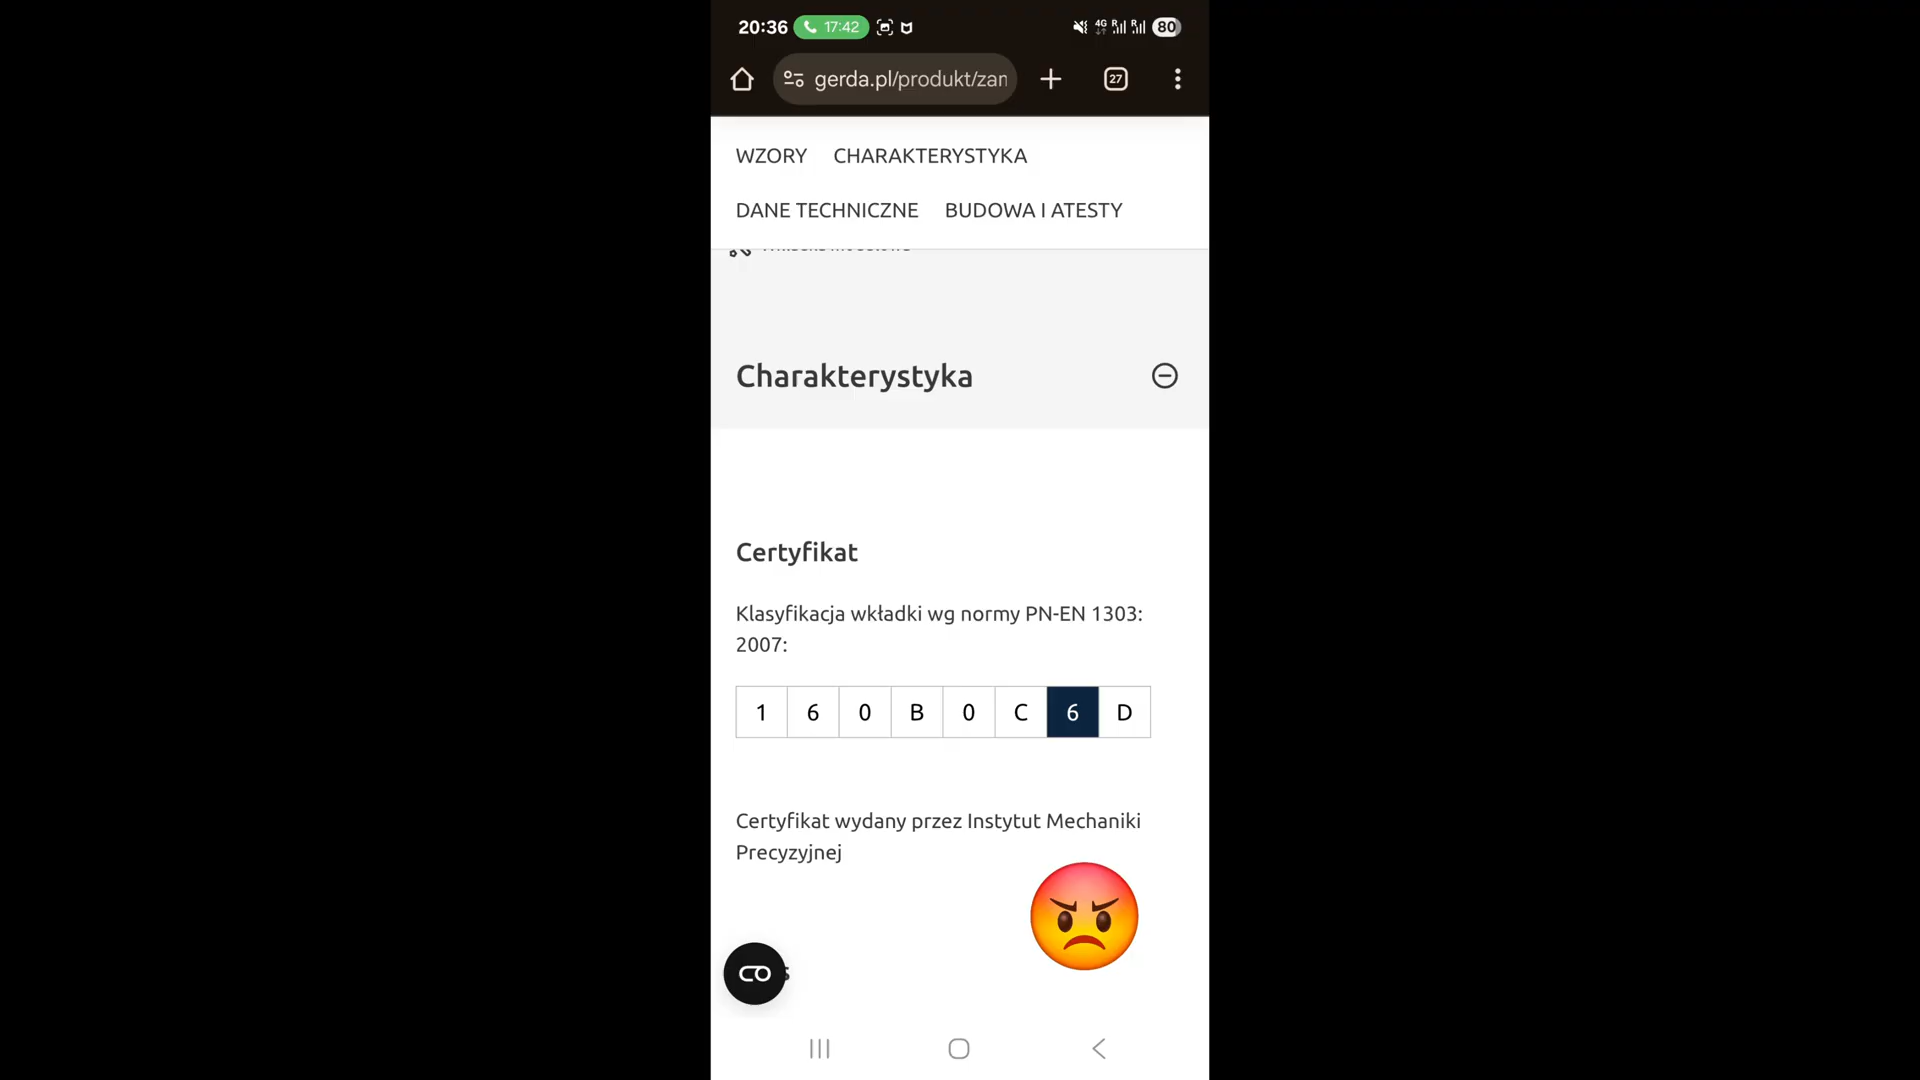 20:36 17:42 4G R R 80
gerda.pl/produkt/zan 27
WZORY CHARAKTERYSTYKA
DANE TECHNICZNE BUDOWA I ATESTY
Charakterystyka
Certyfikat
Klasyfikacja wkładki wg normy PN-EN 1303:
2007:
1 6 0 B 0 C 6 D
Certyfikat wydany przez Instytut Mechaniki
Precyzyjnej